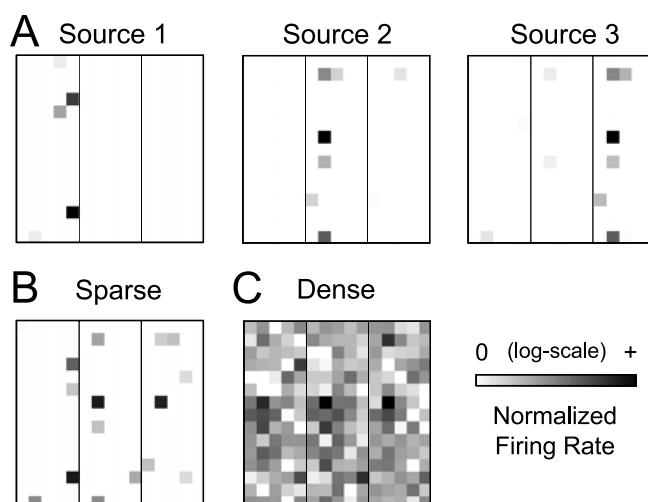 A
Source 1
Source 2
Source 3
B
Sparse
C
Dense
0 (log-scale) +
Normalized
Firing Rate